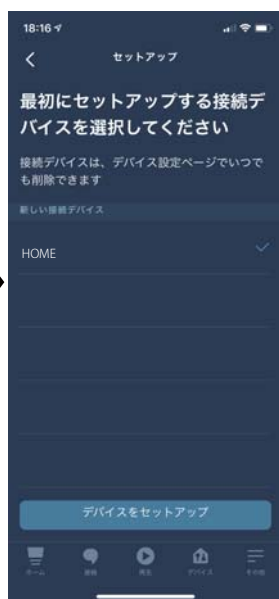 18:16
セットアップ
最初にセットアップする接続デ
バイスを選択してください
接続デバイスは、デバイス設定ページでいつで
も削除できます
新しい接続デバイス
HOME
デバイスをセットアップ
ホーム
再生
デバイス
その他